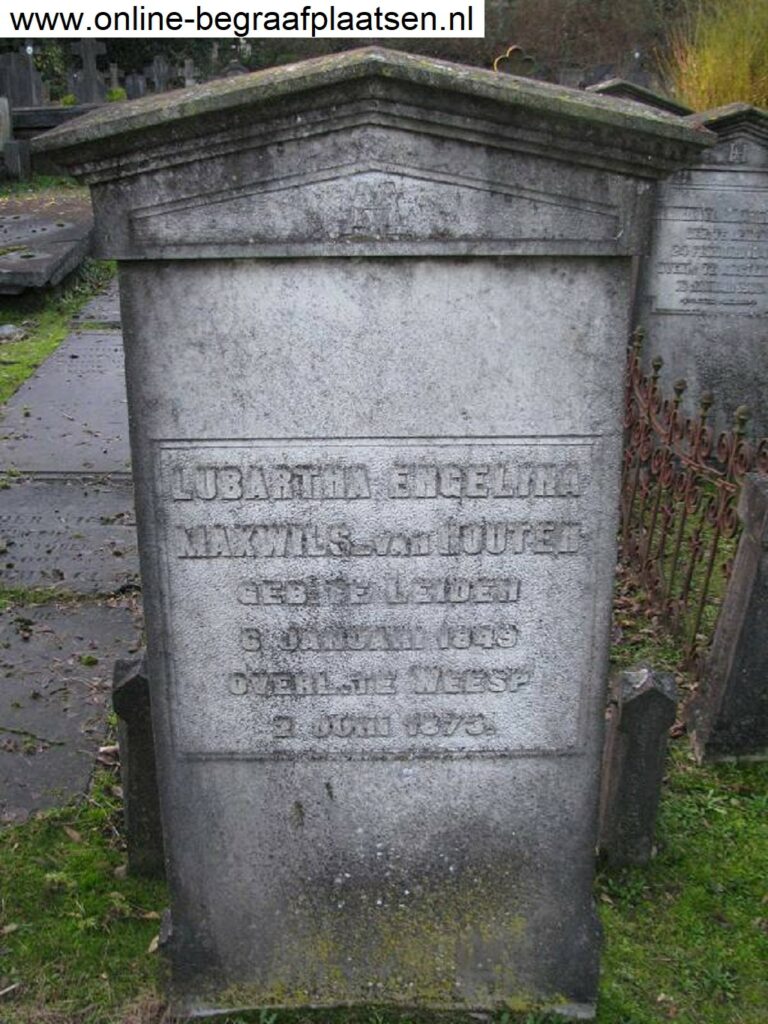 www.online-begraafplaatsen.nl
LUBARTHA ENGELINA
MAXWILS-VAN HOUTEN
GEB. TE LEIDEN
6 JANUARI 1849
OVERL. TE WEESP
2 JUNI 1873.